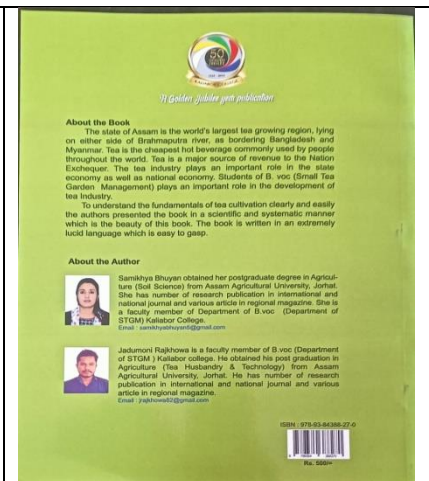 50
A Golden Jubilee year publication
About the Book
The state of Assam is the world's largest tea growing region, lying
on either side of Brahmaputra river, as bordering Bangladesh and
Myanmar. Tea is the cheapest hot beverage commonly used by people
throughout the world. Tea is a major source of revenue to the Nation
Exchequer. The tea Industry plays an important role in the state
economy as well as national economy. Students of B. voc (Small Tea
Garden Management) plays an important role in the development of
tea Industry.
To understand the fundamentals of tea cultivation clearly and easily
the authors presented the book in a scientific and systematic manner
which is the beauty of this book. The book is written in an extremely
lucid language which is easy to gasp.
About the Author
Samikhya Bhuyan obtained her postgraduate degree in Agricul-
ture (Soil Science) from Assam Agricultural University, Jorhat.
She has number of research publication in international and
national journal and various article in regional magazine. She is
a faculty member of Department of B.voc (Department of
STGM) Kaliabor College.
Email : samikhyabhuyan6@gmail.com
Jadumoni Rajkhowa is a faculty member of B.voc (Department
of STGM ) Kaliabor college. He obtained his post graduation in
Agriculture (Tea Husbandry & Technology) from Assam
Agricultural University, Jorhat. He has number of research
publication in international and national journal and various
article in regional magazine.
Email : jrajkhowa62@gmail.com
ISBN : 978-93-84388-27-0
Rs. 550/=